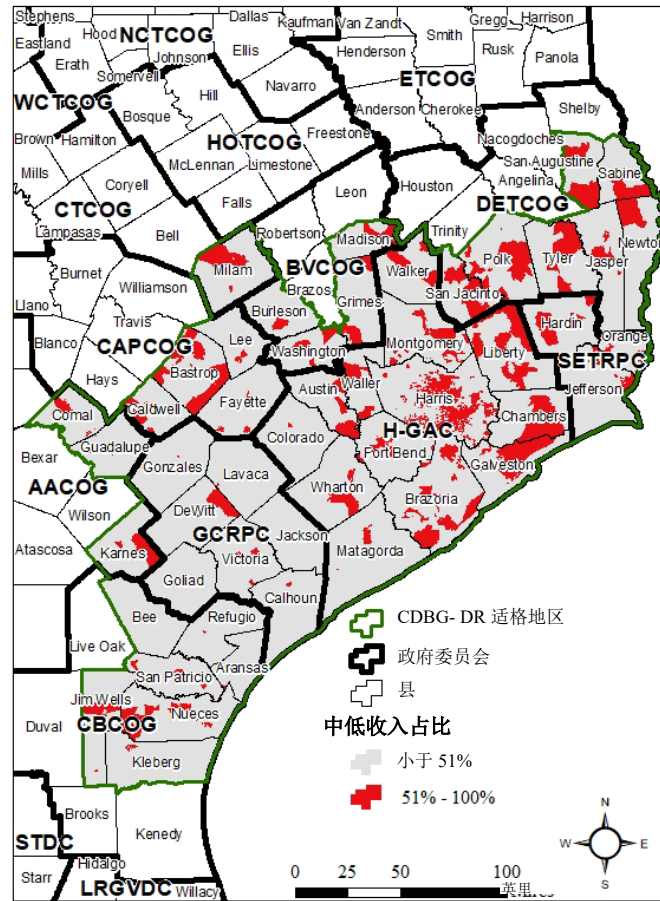 Stephens
Hood
NCTCOG
Dallas
Kaufman
Van Zandt
Smith
Gregg
Harrison
Eastland
Erath
Johnson
Ellis
Henderson
Rusk
Panola
Somervell
Navarro
ETCOG
WCTCOG
Hill
Bosque
Anderson
Cherokee
Shelby
Brown
Hamilton
HOTCOG
Freestone
Nacogdoches
McLennan
Limestone
San Augustine
Sabine
Mills
Coryell
Leon
Houston
Angelina
CTCOG
Falls
DETCOG
Lampasas
Bell
Robertson
Madison
Trinity
Newton
Burnet
Milam
BVCOG
Walker
Polk
Tyler
Jasper
Williamson
Brazos
Grimes
San Jacinto
Llano
Burleson
Travis
Hardin
Blanco
CAPCOG
Lee
Washington
Montgomery
Liberty
Orange
SETRPC
Hays
Bastrop
Austin
Waller
Harris
Jefferson
Comal
Caldwell
Fayette
Chambers
Guadalupe
Colorado
H-GAC
Bexar
Gonzales
Fort Bend
Galveston
AACOG
Lavaca
Wharton
Wilson
DeWitt
Brazoria
Atascosa
GCRPC
Jackson
Karnes
Victoria
Matagorda
Goliad
Calhoun
Bee
Refugio
Live Oak
Aransas
San Patricio
Jim Wells
Nueces
Duval
CBCOG
Kleberg
Brooks
STDC
Kenedy
Hidalgo
Starr
LRGVDC
Willacy
CDBG- DR 适格地区
政府委员会
县
中低收入占比
小于 51%
51% - 100%
N
W
E
S
0 25 50 100
英里